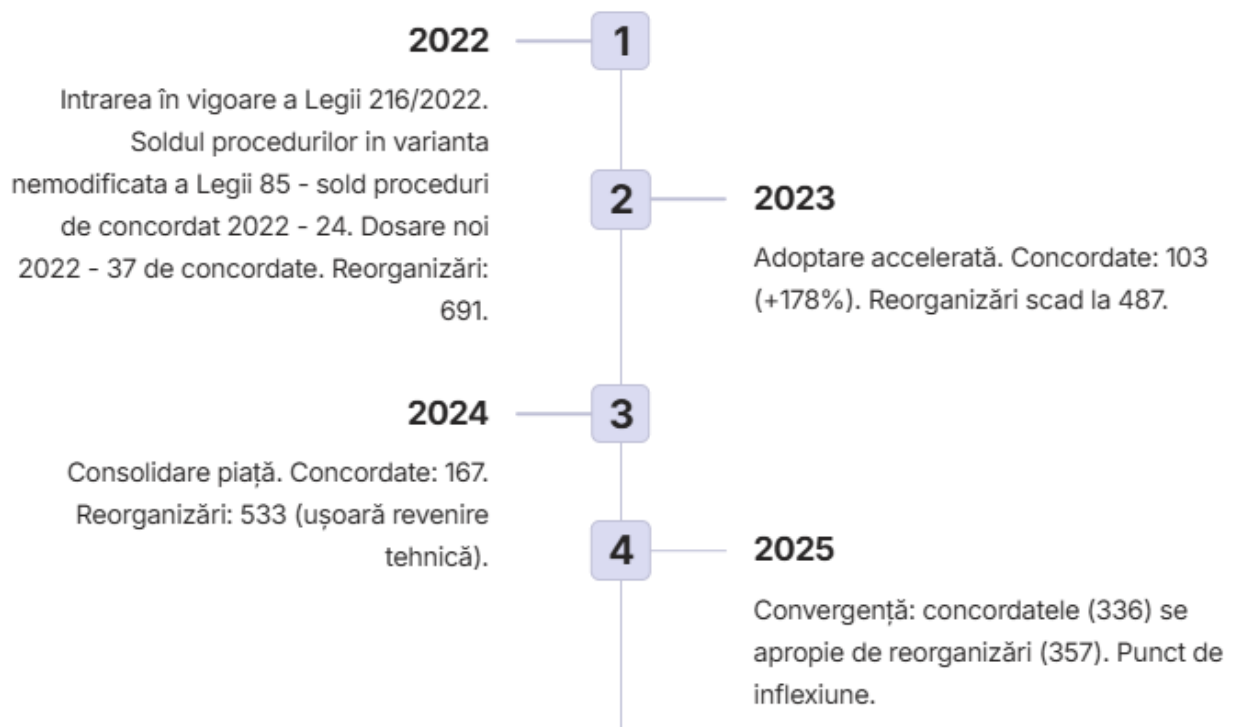 2022
1
Intrarea în vigoare a Legii 216/2022.
Soldul procedurilor in varianta
nemodificata a Legii 85 - sold proceduri
de concordat 2022 - 24. Dosare noi
2022 - 37 de concordate. Reorganizări:
691.
2
2023
Adoptare accelerată. Concordate: 103
(+178%). Reorganizări scad la 487.
2024
3
Consolidare piață. Concordate: 167.
Reorganizări: 533 (ușoară revenire
tehnică).
4
2025
Convergență: concordatele (336) se
apropie de reorganizări (357). Punct de
inflexiune.